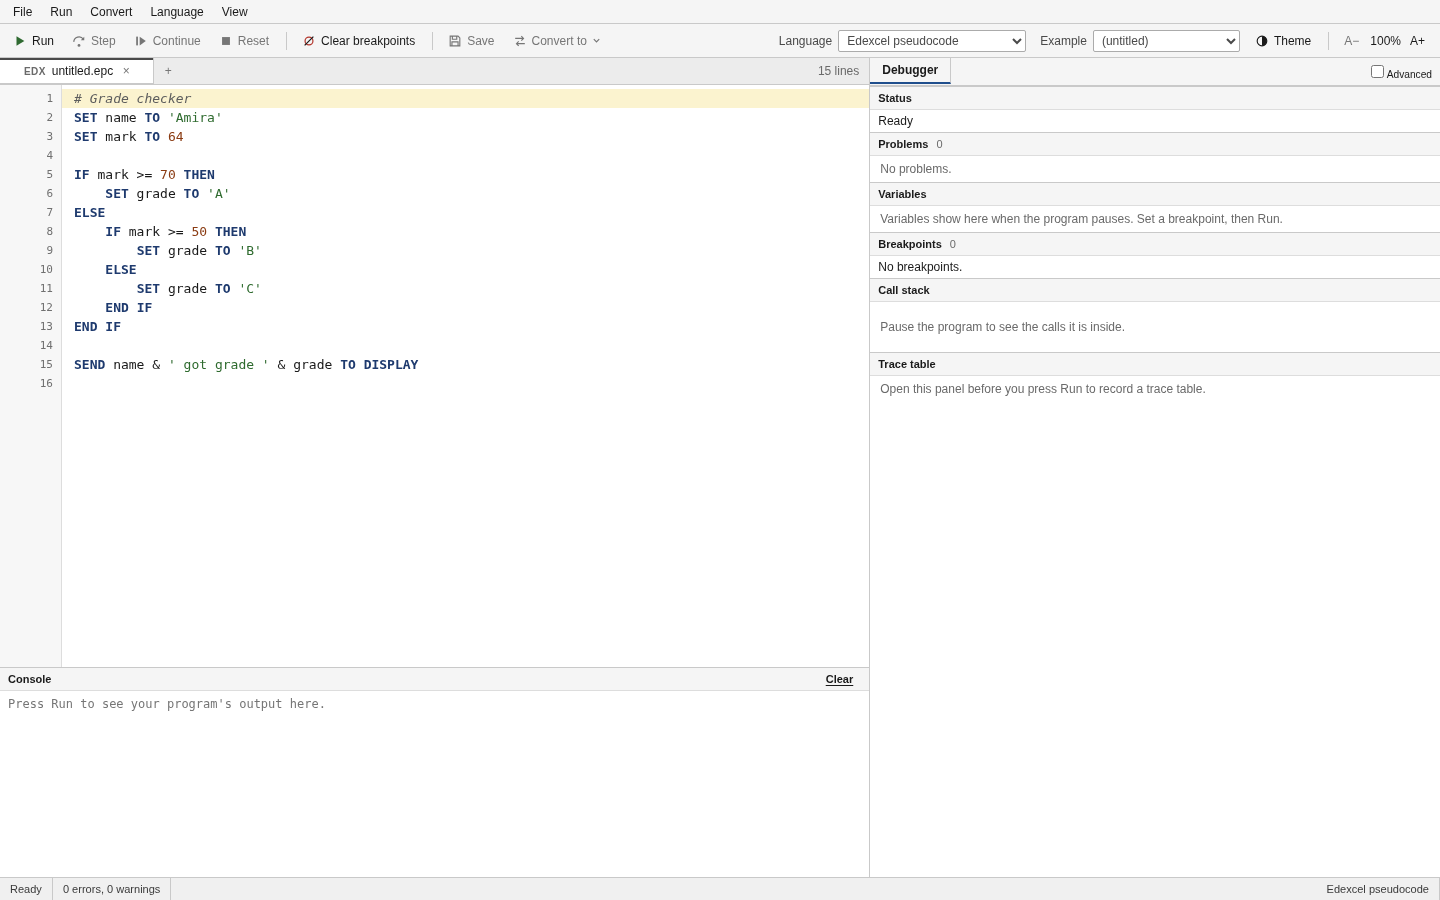 File Run Convert Language View
Run Step Continue Reset Clear breakpoints Save Convert to Language Edexcel pseudocode Example (untitled) Theme A− 100% A+
EDX untitled.epc × + 15 lines
1 # Grade checker
2 SET name TO 'Amira'
3 SET mark TO 64
4
5 IF mark >= 70 THEN
6     SET grade TO 'A'
7 ELSE
8     IF mark >= 50 THEN
9         SET grade TO 'B'
10     ELSE
11         SET grade TO 'C'
12     END IF
13 END IF
14
15 SEND name & ' got grade ' & grade TO DISPLAY
16
Console Clear
Press Run to see your program's output here.
Debugger Advanced
Status
Ready
Problems 0
No problems.
Variables
Variables show here when the program pauses. Set a breakpoint, then Run.
Breakpoints 0
No breakpoints.
Call stack
Pause the program to see the calls it is inside.
Trace table
Open this panel before you press Run to record a trace table.
Ready 0 errors, 0 warnings Edexcel pseudocode